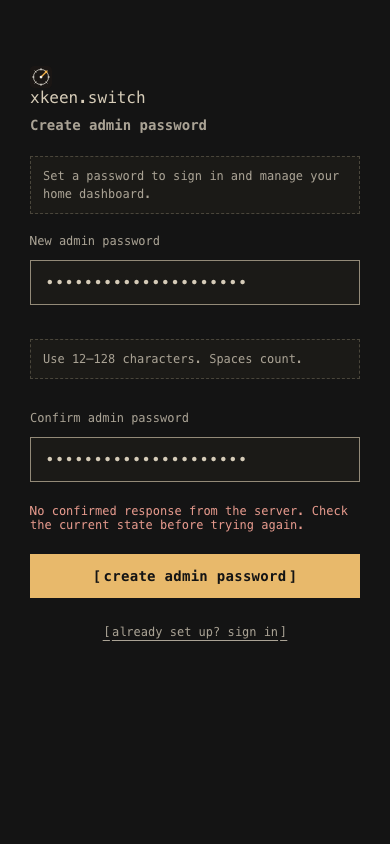 xkeen.switch
Create admin password
Set a password to sign in and manage your
home dashboard.
New admin password
•••••••••••••••••••••
Use 12–128 characters. Spaces count.
Confirm admin password
•••••••••••••••••••••
No confirmed response from the server. Check
the current state before trying again.
[create admin password]
[already set up? sign in]